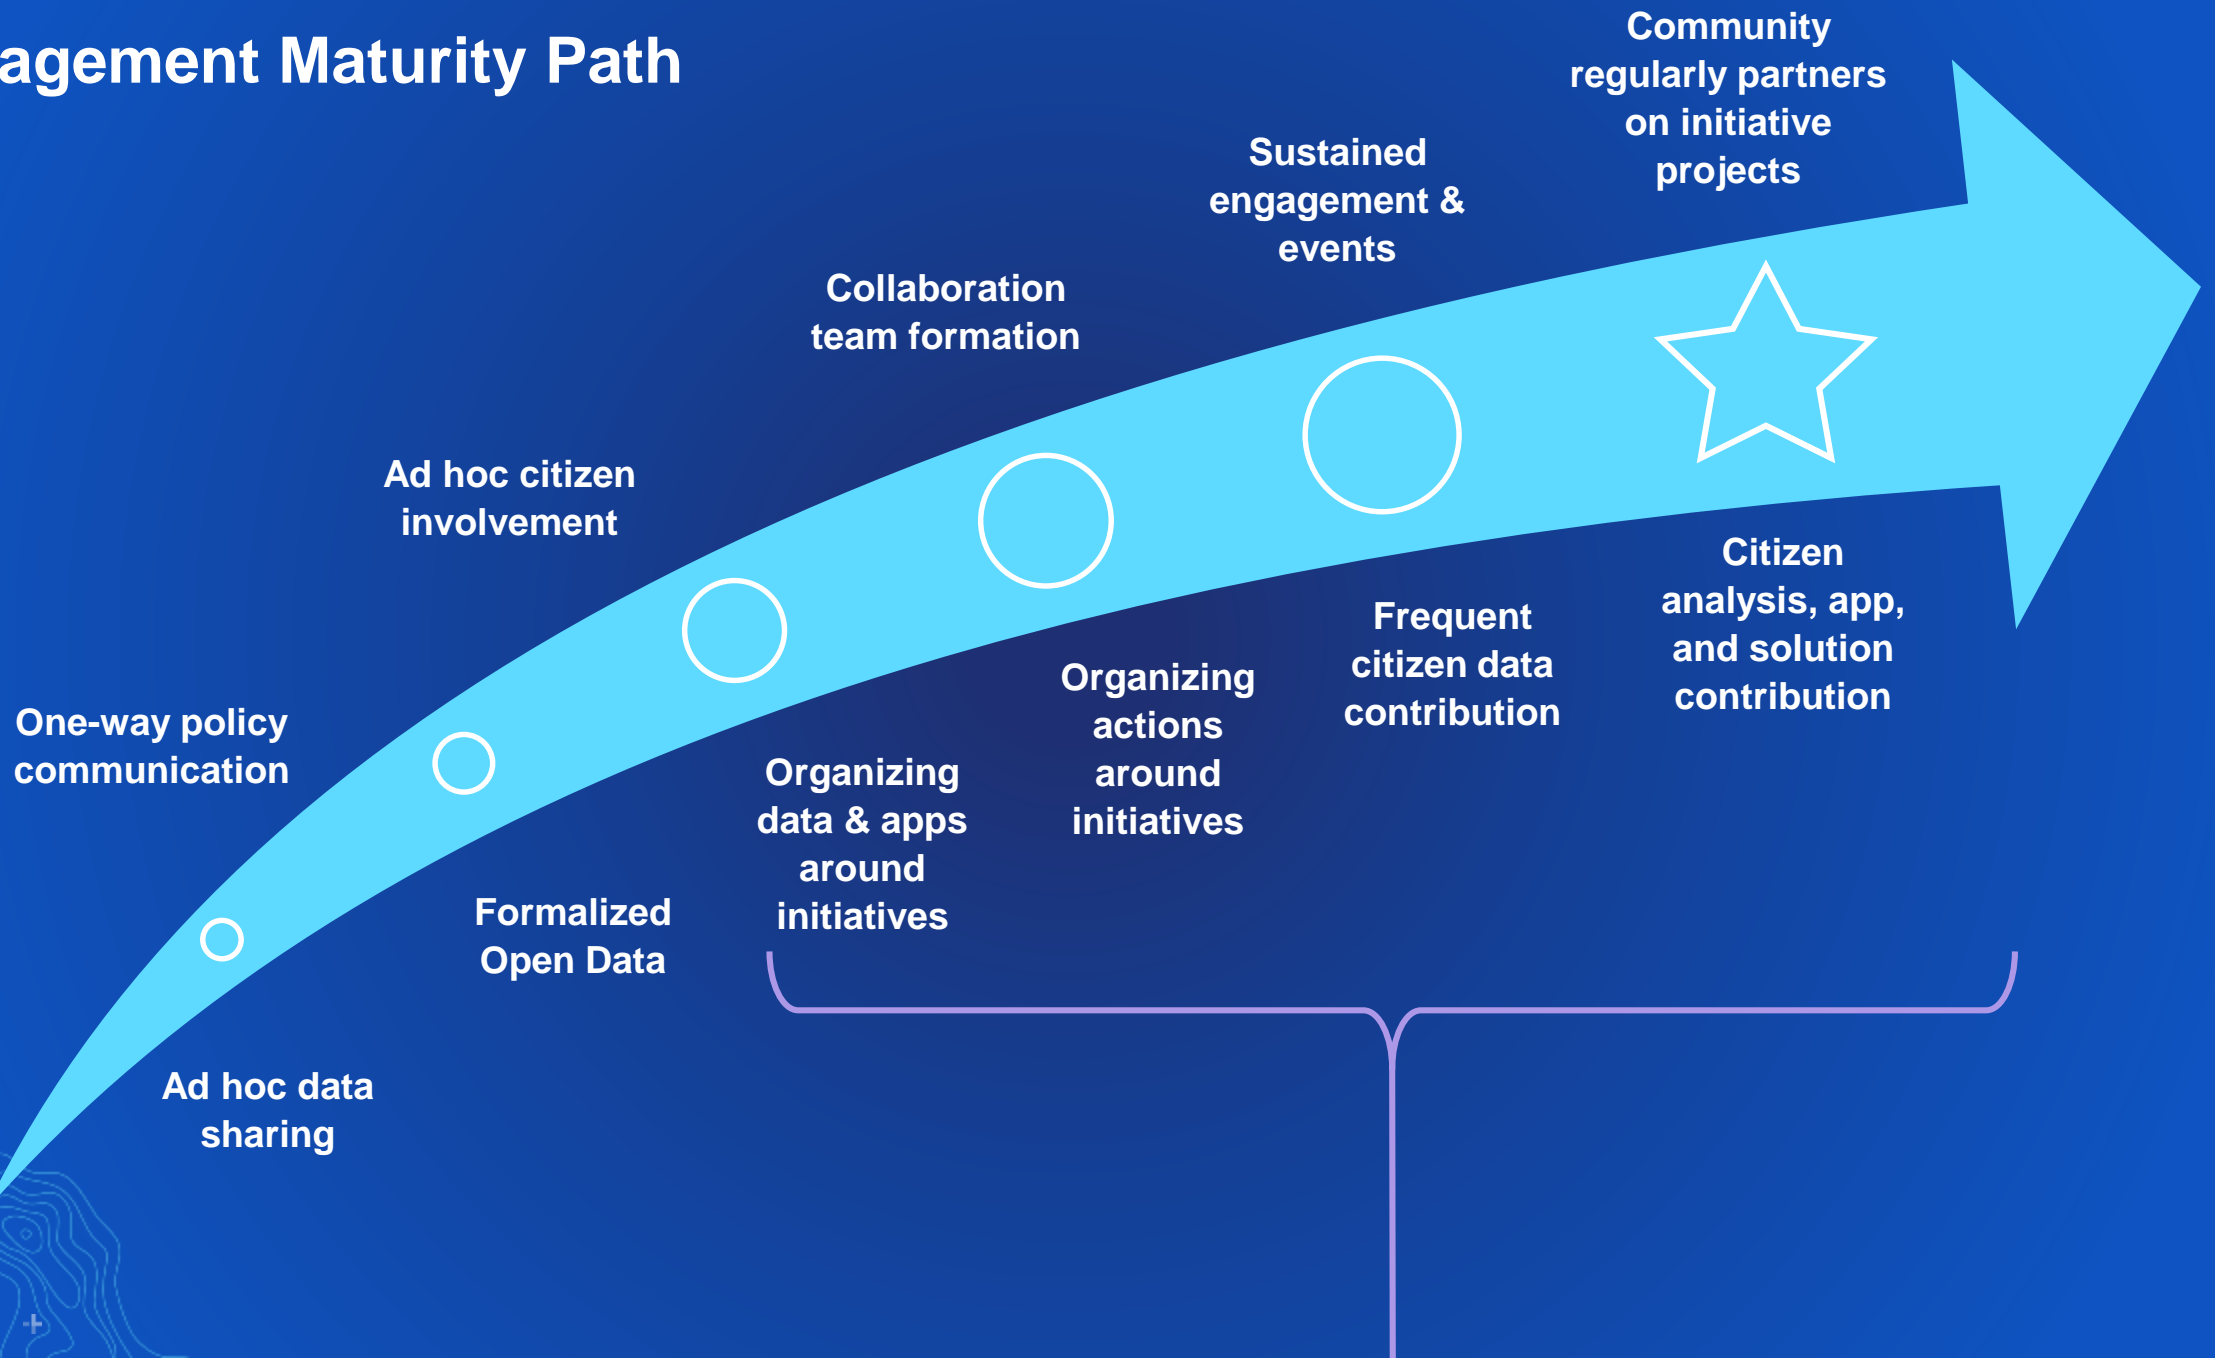 agement Maturity Path
Community
regularly partners
on initiative
projects
Sustained
engagement &
events
Collaboration
team formation
Ad hoc citizen
involvement
One-way policy
communication
Citizen
analysis, app,
and solution
contribution
Frequent
citizen data
contribution
Organizing
actions
around
initiatives
Organizing
data & apps
around
initiatives
Formalized
Open Data
Ad hoc data
sharing